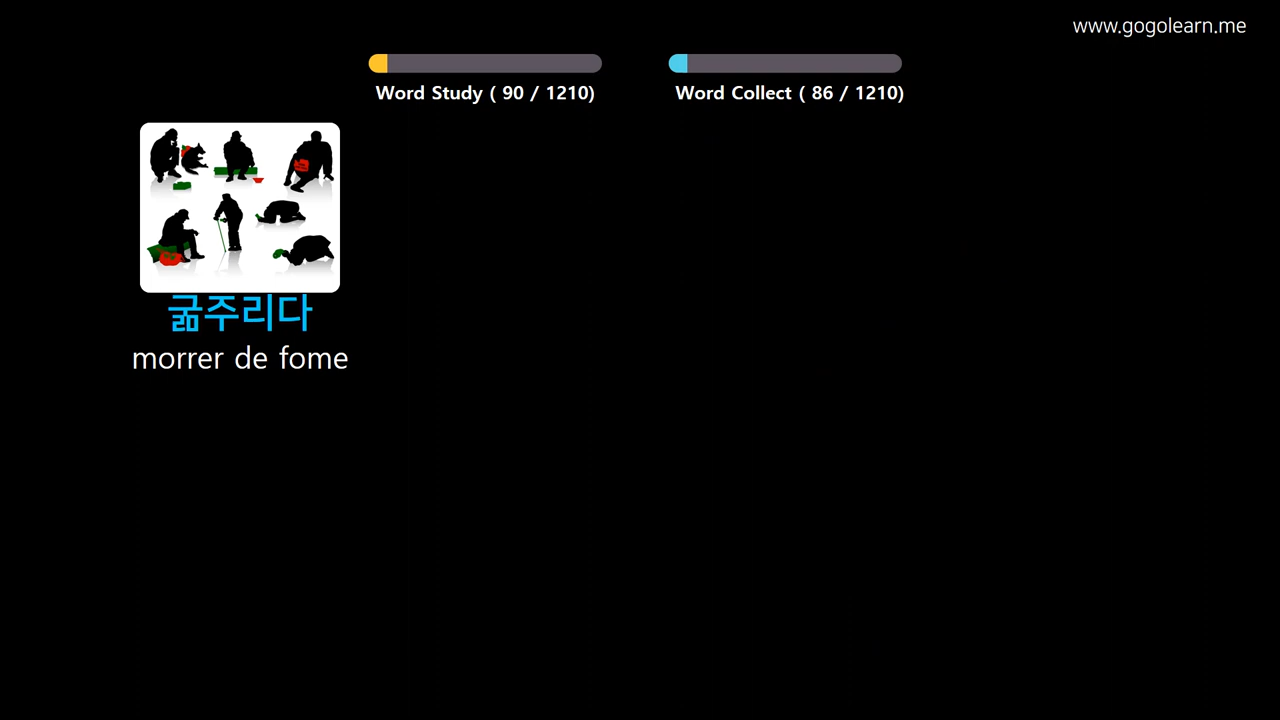 www.gogolearn.me
Word Study ( 90 / 1210)
Word Collect ( 86 / 1210)
굶주리다
morrer de fome